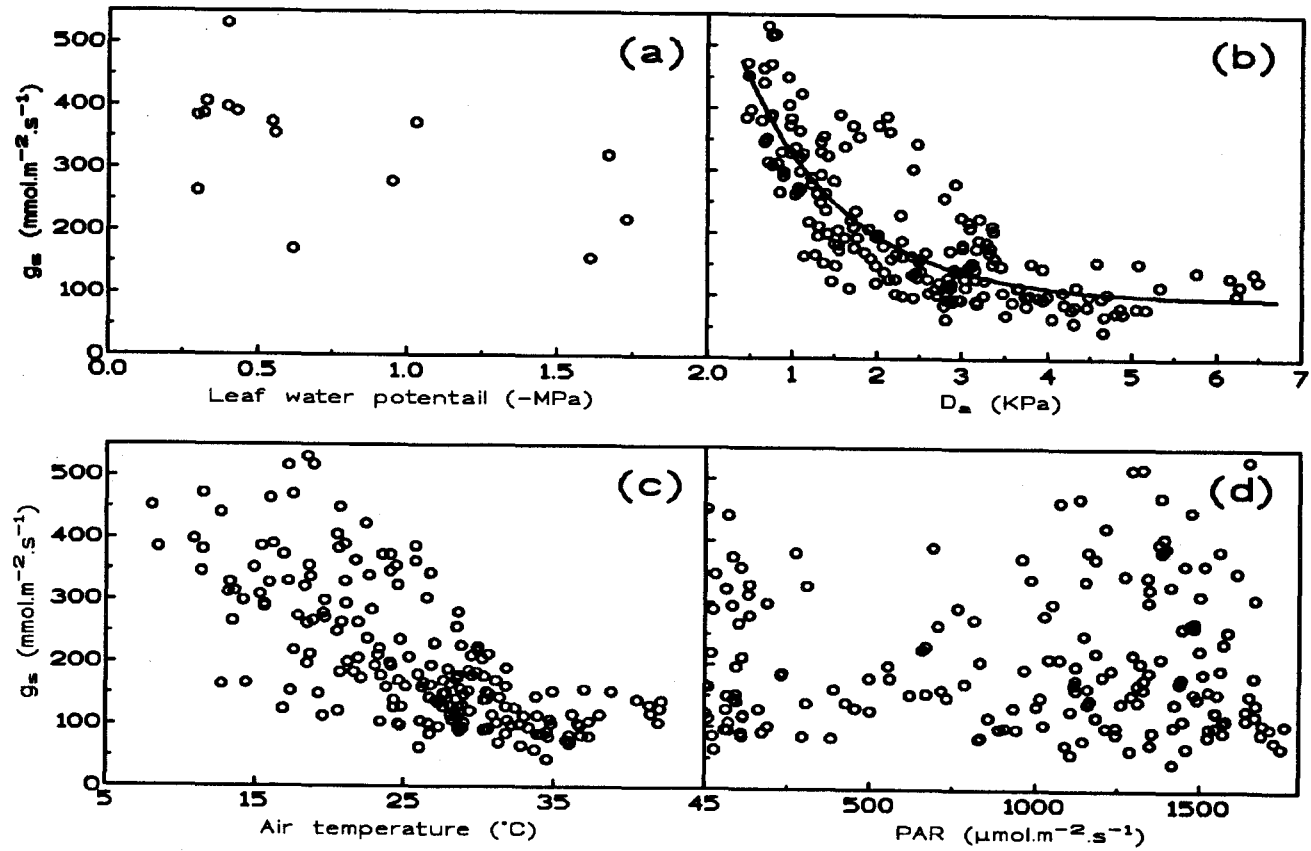 (a)
(b)
500
400
300
200
100
0
gs (mmol.m−2.s−1)
0.0 0.5 1.0 1.5 2.0 1 2 3 4 5 6 7
Leaf water potentail (−MPa)
Da (KPa)
(c)
(d)
500
400
300
200
100
0
gs (mmol.m−2.s−1)
5 15 25 35 45 500 1000 1500
Air temperature (°C)
PAR (µmol.m−2.s−1)